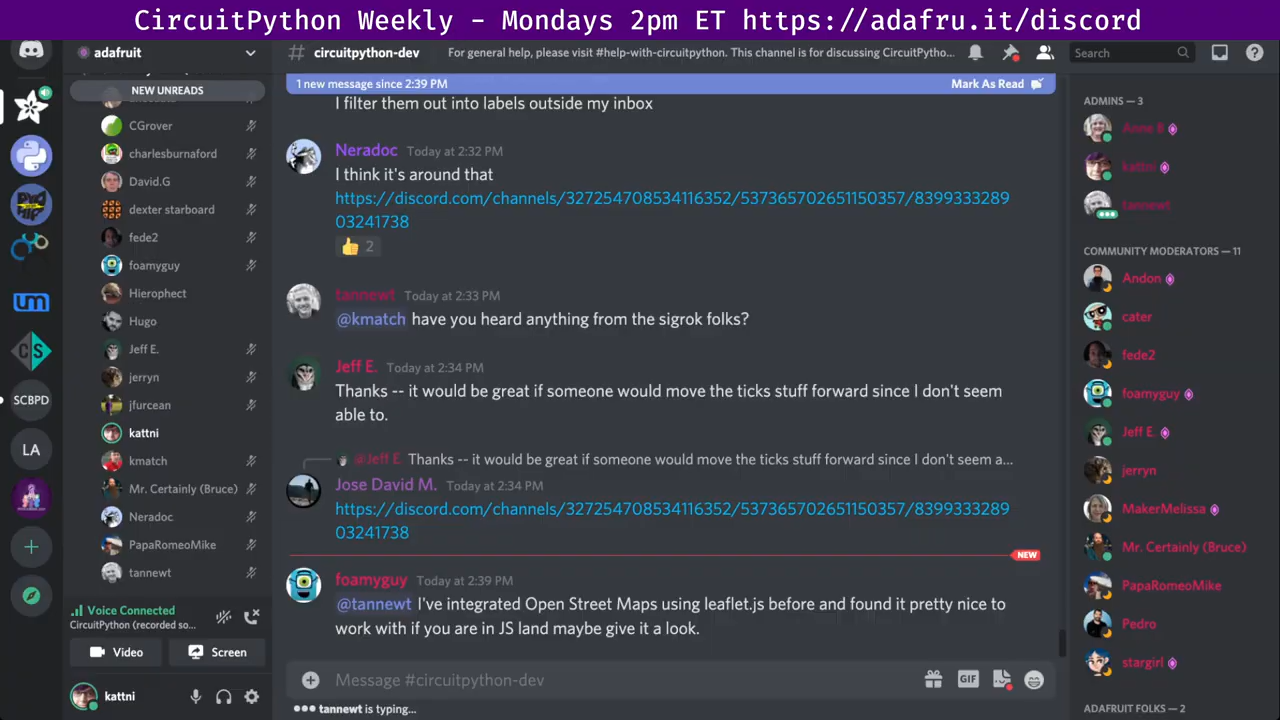 CircuitPython Weekly - Mondays 2pm ET https://adafru.it/discord
adafruit
NEW UNREADS
CGrover
charlesburnaford
David.G
dexter starboard
fede2
foamyguy
Hierophect
Hugo
Jeff E.
jerryn
jfurcean
kattni
kmatch
Mr. Certainly (Bruce)
Neradoc
PapaRomeoMike
tannewt
Voice Connected
CircuitPython (recorded so...
Video
Screen
kattni
SCBPD
LA
# circuitpython-dev
For general help, please visit #help-with-circuitpython. This channel is for discussing CircuitPytho...
Search
1 new message since 2:39 PM
Mark As Read
I filter them out into labels outside my inbox
Neradoc Today at 2:32 PM
I think it's around that
https://discord.com/channels/327254708534116352/537365702651150357/8399333289
03241738
👍 2
tannewt Today at 2:33 PM
@kmatch have you heard anything from the sigrok folks?
Jeff E. Today at 2:34 PM
Thanks -- it would be great if someone would move the ticks stuff forward since I don't seem
able to.
@Jeff E. Thanks -- it would be great if someone would move the ticks stuff forward since I don't seem a...
Jose David M. Today at 2:34 PM
https://discord.com/channels/327254708534116352/537365702651150357/8399333289
03241738
NEW
foamyguy Today at 2:39 PM
@tannewt I've integrated Open Street Maps using leaflet.js before and found it pretty nice to
work with if you are in JS land maybe give it a look.
Message #circuitpython-dev
GIF
tannewt is typing...
ADMINS — 3
Anne B
kattni
tannewt
COMMUNITY MODERATORS — 11
Andon
cater
fede2
foamyguy
Jeff E.
jerryn
MakerMelissa
Mr. Certainly (Bruce)
PapaRomeoMike
Pedro
stargirl
ADAFRUIT FOLKS — 2